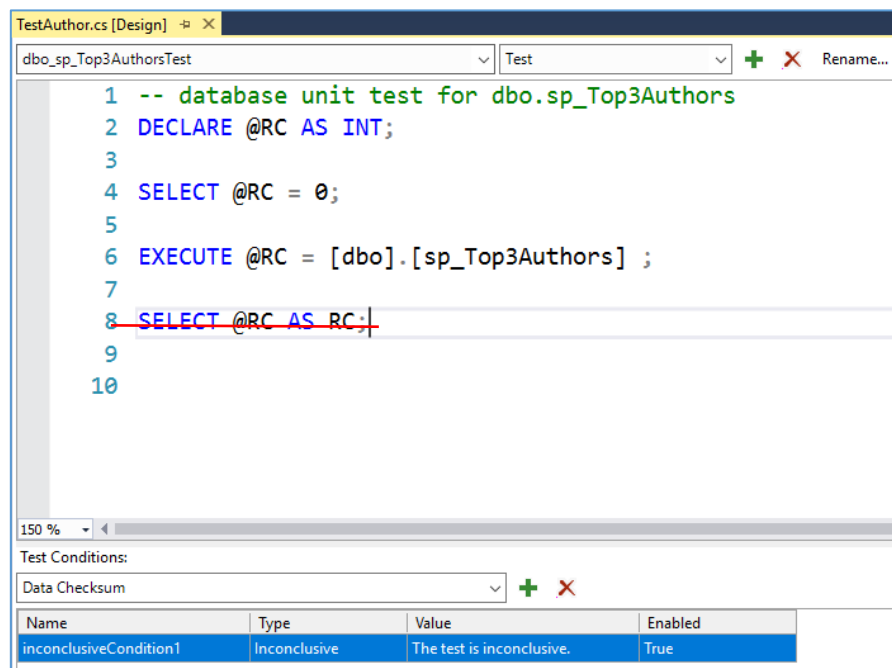 TestAuthor.cs [Design]
dbo_sp_Top3AuthorsTest Test Rename...
1 -- database unit test for dbo.sp_Top3Authors
2 DECLARE @RC AS INT;
3
4 SELECT @RC = 0;
5
6 EXECUTE @RC = [dbo].[sp_Top3Authors] ;
7
8 SELECT @RC AS RC;
9
10
150 %
Test Conditions:
Data Checksum
Name Type Value Enabled
inconclusiveCondition1 Inconclusive The test is inconclusive. True